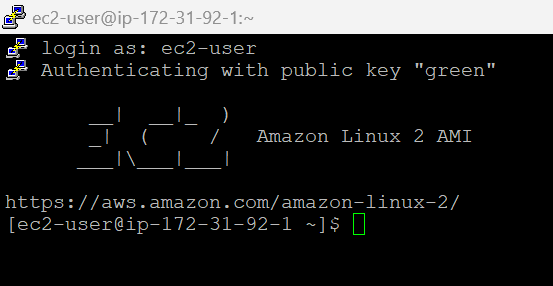 ec2-user@ip-172-31-92-1:~
login as: ec2-user
Authenticating with public key "green"
       __|  __|_  )
       _|  (     /   Amazon Linux 2 AMI
      ___|\___|___|
https://aws.amazon.com/amazon-linux-2/
[ec2-user@ip-172-31-92-1 ~]$